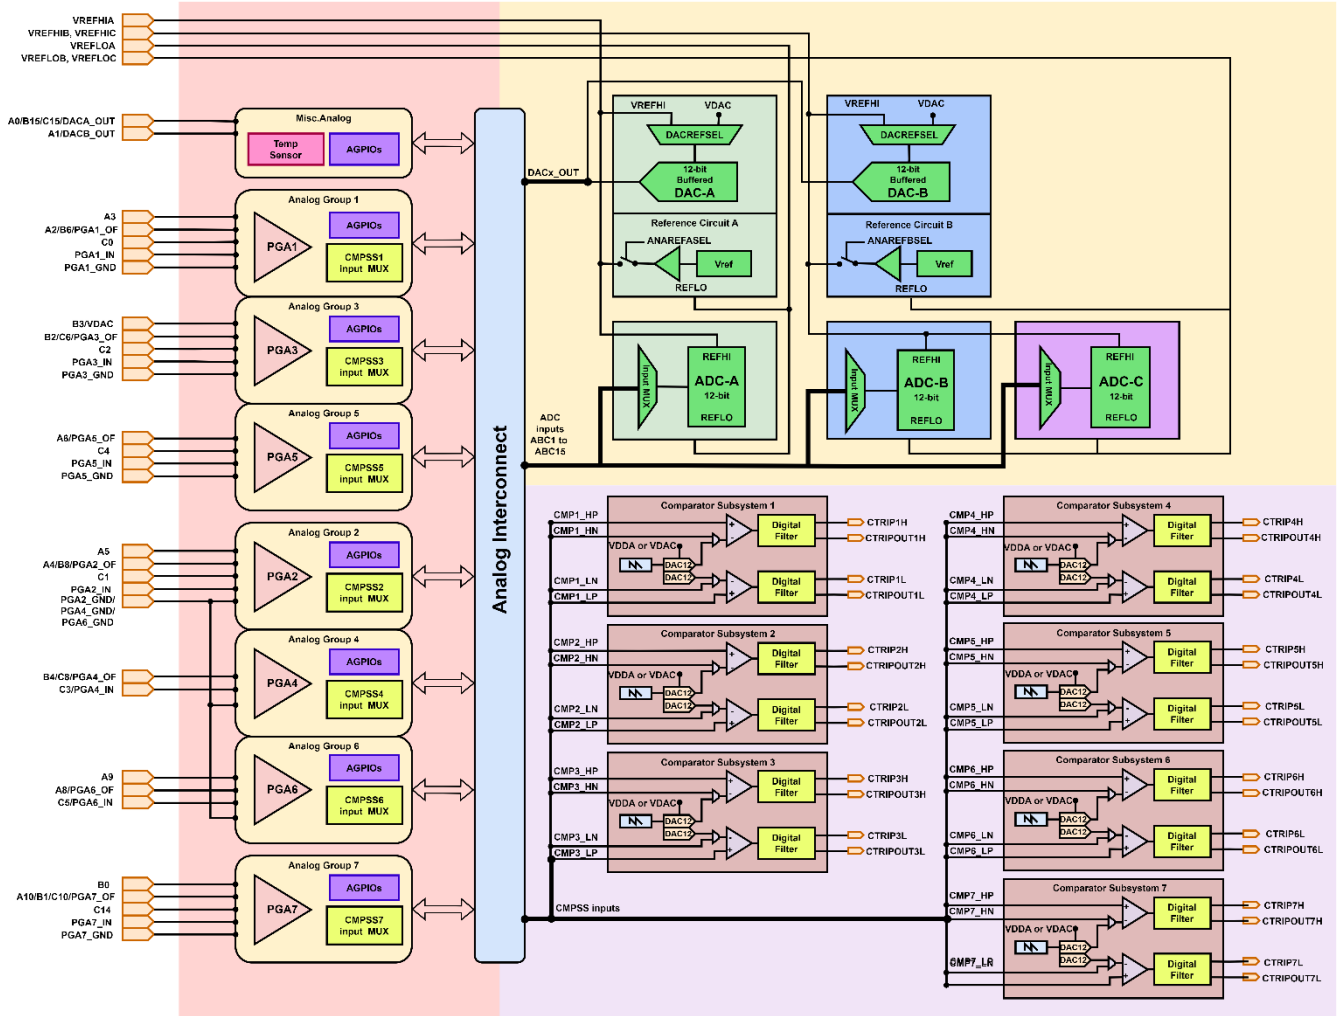 VREFHIA
VREFHIB, VREFHIC
VREFLOA
VREFLOB, VREFLOC
A0/B15/C15/DACA_OUT
A1/DACB_OUT
Misc.Analog
Temp
Sensor
AGPIOs
A3
A2/B6/PGA1_OF
C0
PGA1_IN
PGA1_GND
Analog Group 1
PGA1
AGPIOs
CMPSS1
input MUX
B3/VDAC
B2/C6/PGA3_OF
C2
PGA3_IN
PGA3_GND
Analog Group 3
PGA3
AGPIOs
CMPSS3
input MUX
A6/PGA5_OF
C4
PGA5_IN
PGA5_GND
Analog Group 5
PGA5
AGPIOs
CMPSS5
input MUX
A5
A4/B8/PGA2_OF
C1
PGA2_IN
PGA2_GND/
PGA4_GND/
PGA6_GND
Analog Group 2
PGA2
AGPIOs
CMPSS2
input MUX
B4/C8/PGA4_OF
C3/PGA4_IN
Analog Group 4
PGA4
AGPIOs
CMPSS4
input MUX
A9
A8/PGA6_OF
C5/PGA6_IN
Analog Group 6
PGA6
AGPIOs
CMPSS6
input MUX
B0
A10/B1/C10/PGA7_OF
C14
PGA7_IN
PGA7_GND
Analog Group 7
PGA7
AGPIOs
CMPSS7
input MUX
Analog Interconnect
DACx_OUT
VREFHI
VDAC
DACREFSEL
12-bit
Buffered
DAC-A
Reference Circuit A
ANAREFASEL
Vref
REFLO
VREFHI
VDAC
DACREFSEL
12-bit
Buffered
DAC-B
Reference Circuit B
ANAREFBSEL
Vref
REFLO
ADC
inputs
ABC1 to
ABC15
Input MUX
REFHI
ADC-A
12-bit
REFLO
Input MUX
REFHI
ADC-B
12-bit
REFLO
Input MUX
REFHI
ADC-C
12-bit
REFLO
Comparator Subsystem 1
CMP1_HP
CMP1_HN
VDDA or VDAC
DAC12
DAC12
CMP1_LN
CMP1_LP
Digital
Filter
Digital
Filter
CTRIP1H
CTRIPOUT1H
CTRIP1L
CTRIPOUT1L
Comparator Subsystem 2
CMP2_HP
CMP2_HN
VDDA or VDAC
DAC12
DAC12
CMP2_LN
CMP2_LP
Digital
Filter
Digital
Filter
CTRIP2H
CTRIPOUT2H
CTRIP2L
CTRIPOUT2L
Comparator Subsystem 3
CMP3_HP
CMP3_HN
VDDA or VDAC
DAC12
DAC12
CMP3_LN
CMP3_LP
Digital
Filter
Digital
Filter
CTRIP3H
CTRIPOUT3H
CTRIP3L
CTRIPOUT3L
CMPSS inputs
Comparator Subsystem 4
CMP4_HP
CMP4_HN
VDDA or VDAC
DAC12
DAC12
CMP4_LN
CMP4_LP
Digital
Filter
Digital
Filter
CTRIP4H
CTRIPOUT4H
CTRIP4L
CTRIPOUT4L
Comparator Subsystem 5
CMP5_HP
CMP5_HN
VDDA or VDAC
DAC12
DAC12
CMP5_LN
CMP5_LP
Digital
Filter
Digital
Filter
CTRIP5H
CTRIPOUT5H
CTRIP5L
CTRIPOUT5L
Comparator Subsystem 6
CMP6_HP
CMP6_HN
VDDA or VDAC
DAC12
DAC12
CMP6_LN
CMP6_LP
Digital
Filter
Digital
Filter
CTRIP6H
CTRIPOUT6H
CTRIP6L
CTRIPOUT6L
Comparator Subsystem 7
CMP7_HP
CMP7_HN
VDDA or VDAC
DAC12
DAC12
CMP7_LP
CMP7_LN
Digital
Filter
Digital
Filter
CTRIP7H
CTRIPOUT7H
CTRIP7L
CTRIPOUT7L